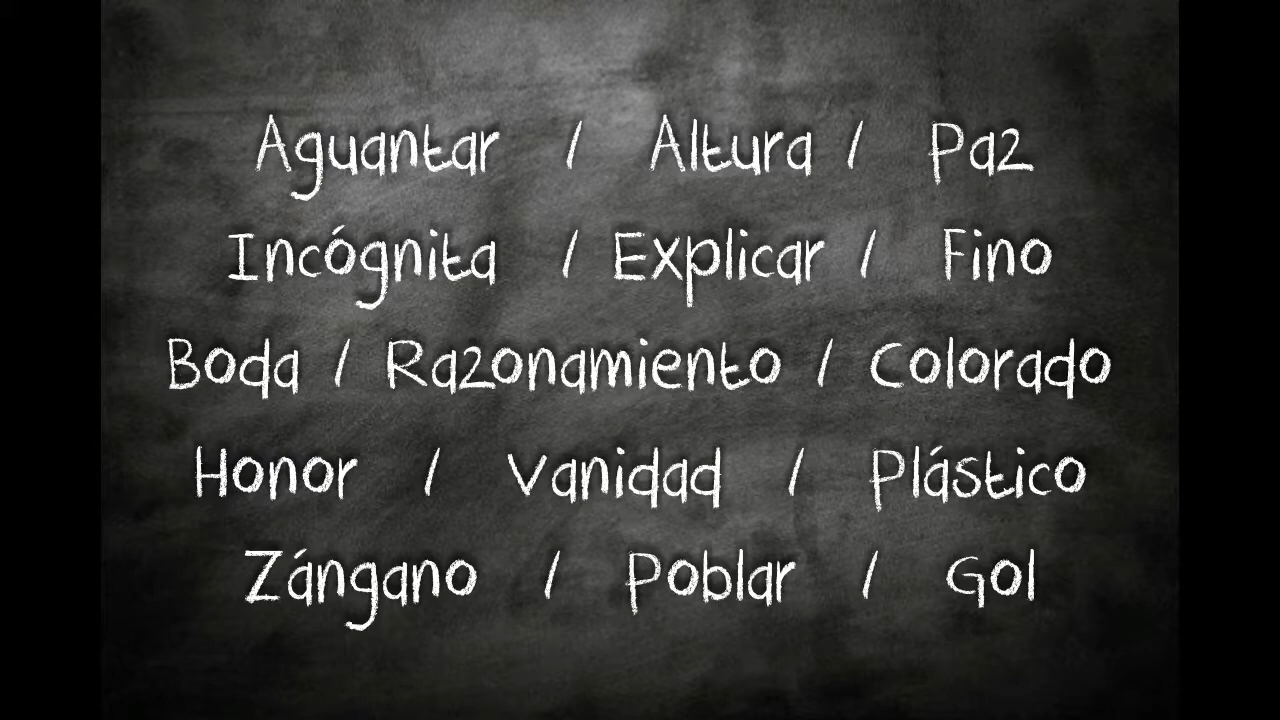 Aguantar / Altura / Paz
Incógnita / Explicar / Fino
Boda / Razonamiento / Colorado
Honor / Vanidad / Plástico
Zángano / Poblar / Gol